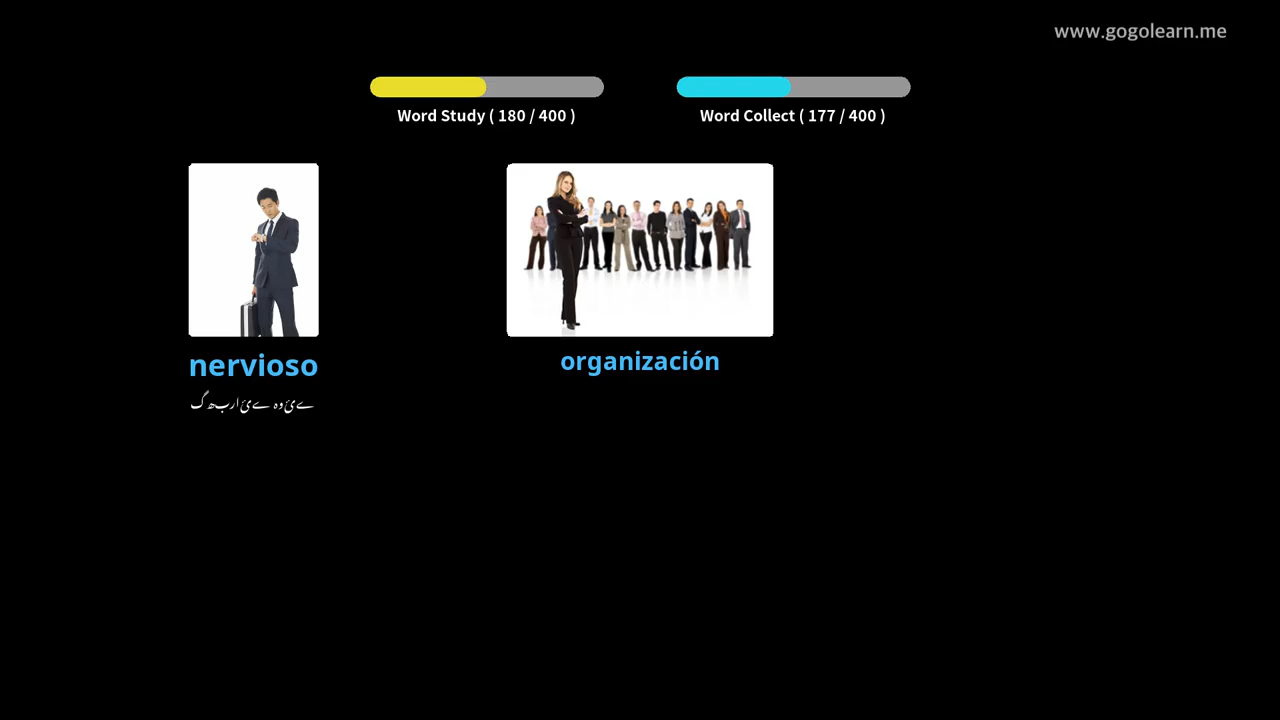 www.gogolearn.me
Word Study ( 180 / 400 )
Word Collect ( 177 / 400 )
nervioso
گھبرائے ہوئے
organización